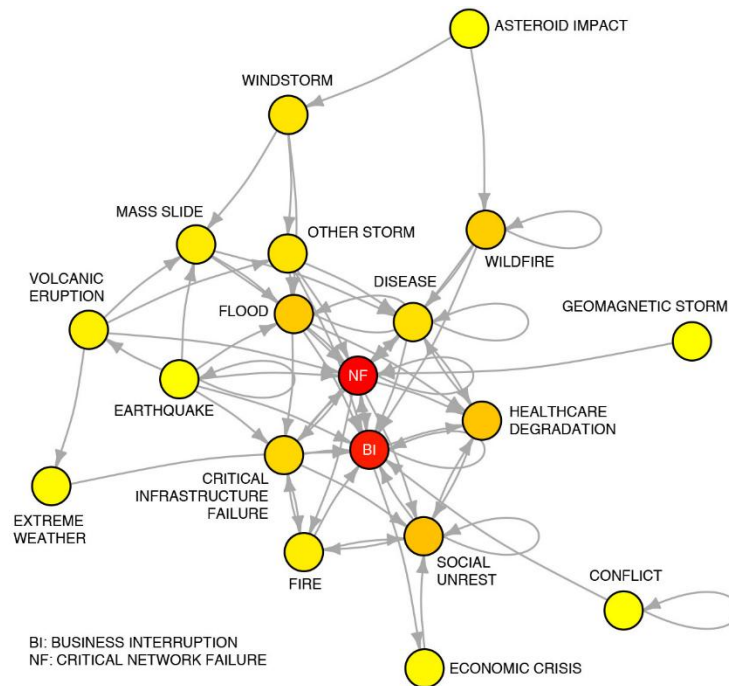 ASTEROID IMPACT
WINDSTORM
MASS SLIDE
OTHER STORM
WILDFIRE
VOLCANIC
ERUPTION
DISEASE
FLOOD
GEOMAGNETIC STORM
NF
EARTHQUAKE
HEALTHCARE
DEGRADATION
BI
CRITICAL
INFRASTRUCTURE
FAILURE
EXTREME
WEATHER
SOCIAL
UNREST
FIRE
CONFLICT
BI: BUSINESS INTERRUPTION
NF: CRITICAL NETWORK FAILURE
ECONOMIC CRISIS